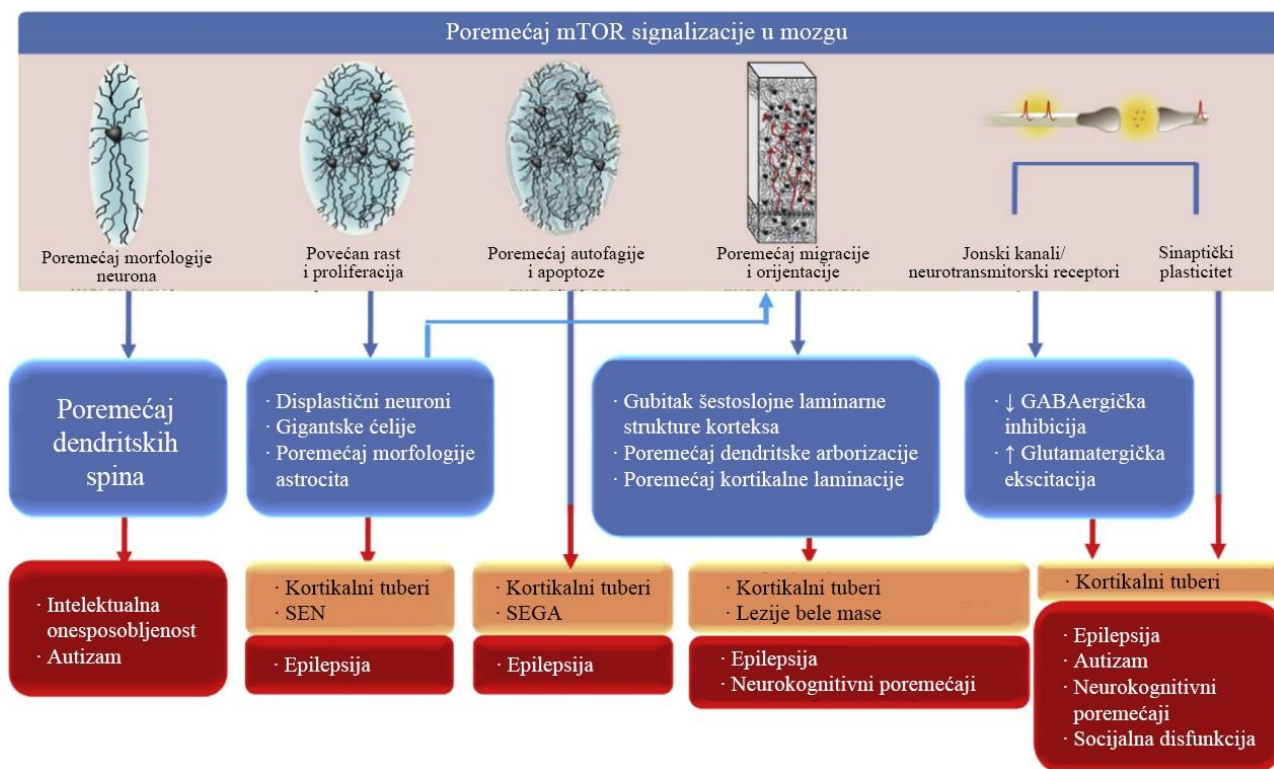 Poremećaj mTOR signalizacije u mozgu
Poremećaj morfologije
neurona
Povećan rast
i proliferacija
Poremećaj autofagije
i apoptoze
Poremećaj migracije
i orijentacije
Jonski kanali/
neurotransmitorski receptori
Sinaptički
plasticitet
Poremećaj
dendritskih
spina
· Displastični neuroni
· Gigantske ćelije
· Poremećaj morfologije
astrocita
· Gubitak šestoslojne laminarne
strukture korteksa
· Poremećaj dendritske arborizacije
· Poremećaj kortikalne laminacije
· ↓ GABAergička
inhibicija
· ↑ Glutamatergička
ekscitacija
· Intelektualna
onesposobljenost
· Autizam
· Kortikalni tuberi
· SEN
· Epilepsija
· Kortikalni tuberi
· SEGA
· Epilepsija
· Kortikalni tuberi
· Lezije bele mase
· Epilepsija
· Neurokognitivni poremećaji
· Kortikalni tuberi
· Epilepsija
· Autizam
· Neurokognitivni
poremećaji
· Socijalna disfunkcija